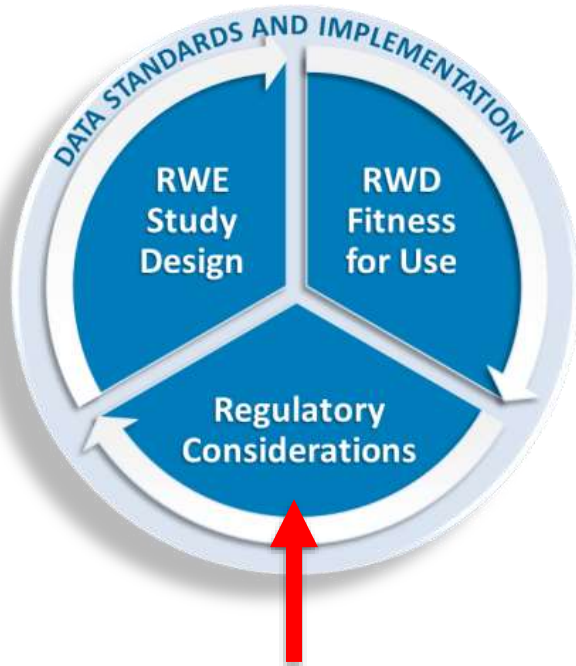 DATA STANDARDS AND IMPLEMENTATION
RWE
Study
Design
RWD
Fitness
for Use
Regulatory
Considerations